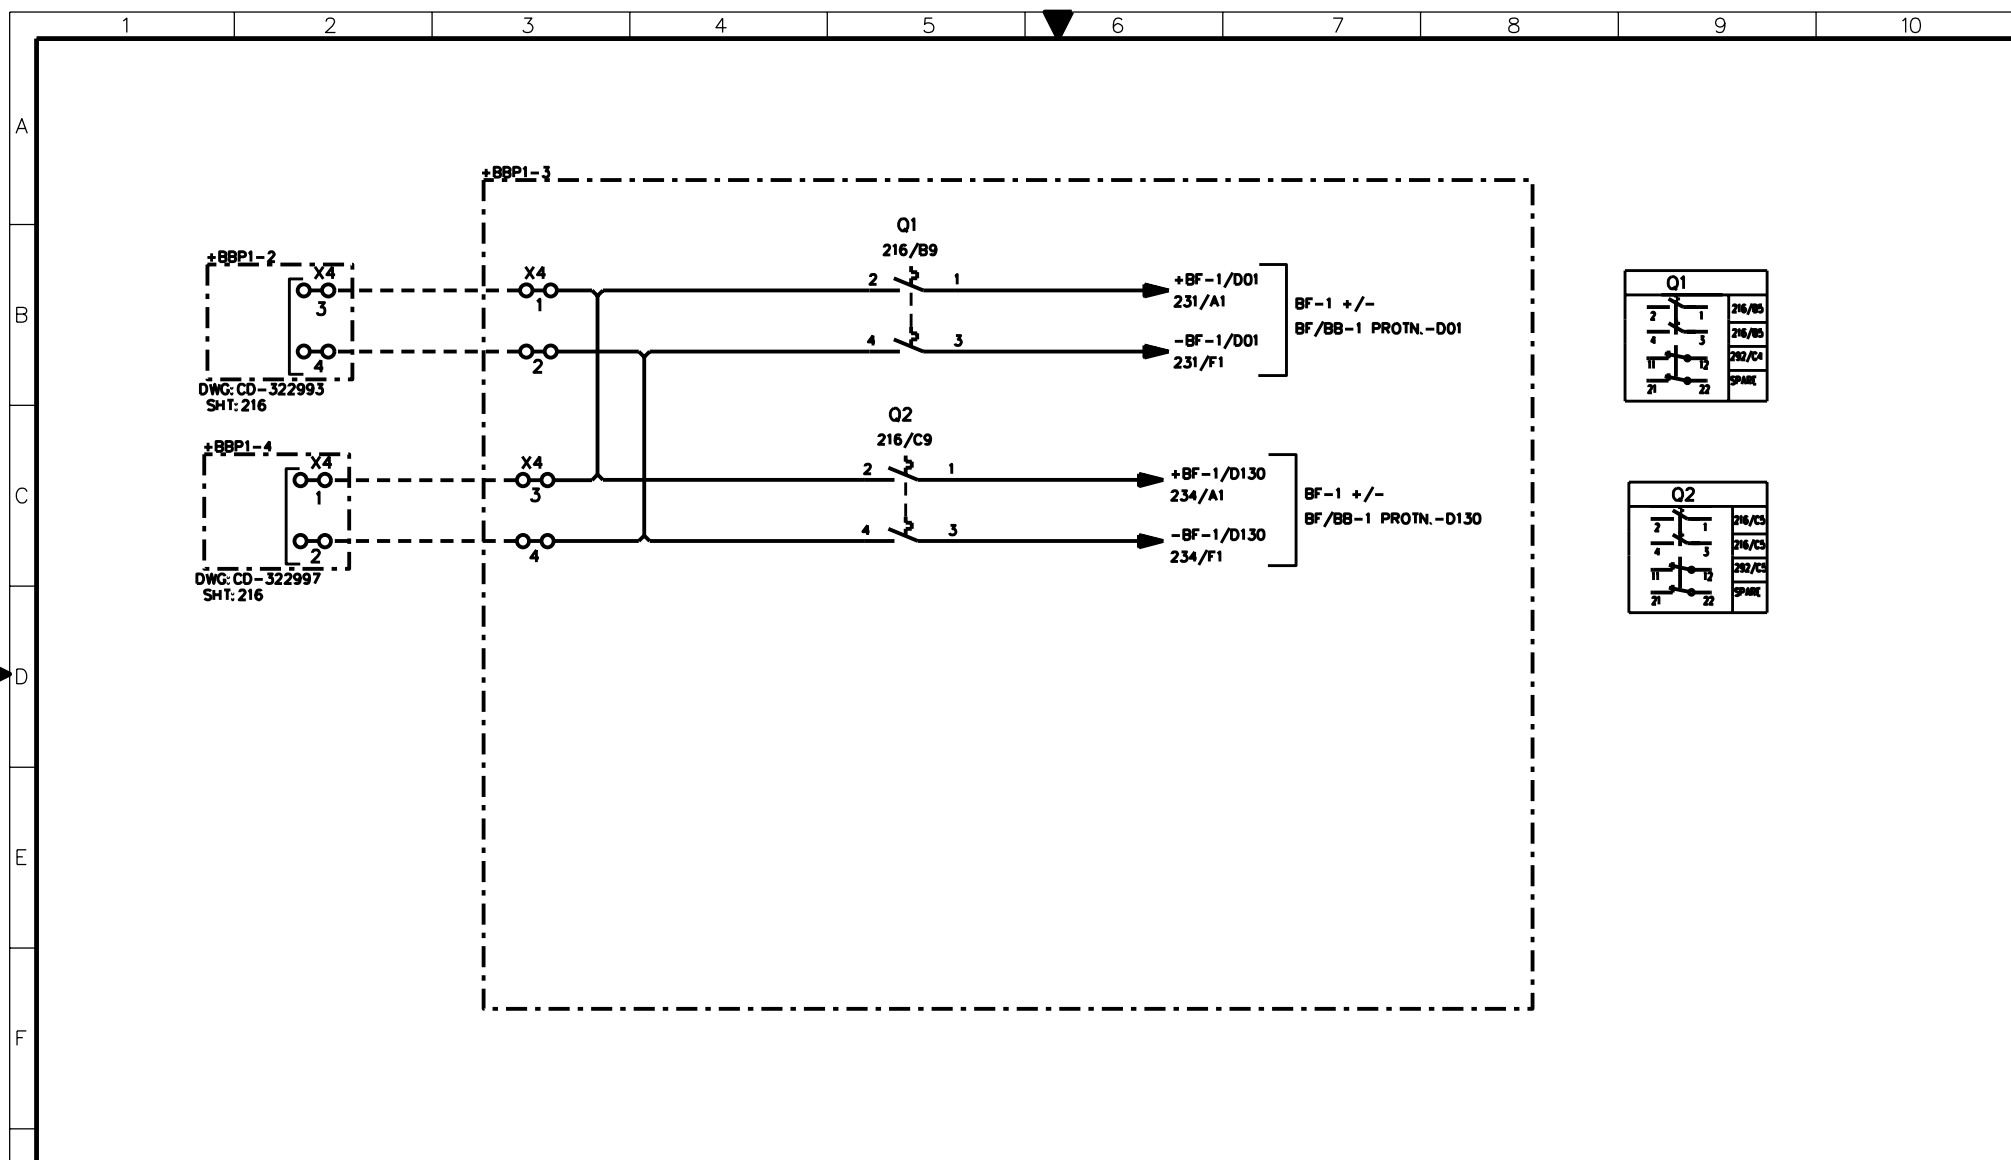 1 2 3 4 5 6 7 8 9 10
A
B
C
D
E
F
+BBP1-3
+BBP1-2
X4
3
4
DWG:CD-322993
SHT:216
X4
1
2
Q1
216/B9
2 1
4 3
+BF-1/D01
231/A1
-BF-1/D01
231/F1
BF-1 +/-
BF/BB-1 PROTN.-D01
+BBP1-4
X4
1
2
DWG:CD-322997
SHT:216
X4
3
4
Q2
216/C9
2 1
4 3
+BF-1/D130
234/A1
-BF-1/D130
234/F1
BF-1 +/-
BF/BB-1 PROTN.-D130
Q1
2 1 216/B5
4 3 216/B5
11 12 292/C4
21 22 SPARE
Q2
2 1 216/C5
4 3 216/C5
11 12 292/C5
21 22 SPARE